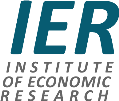 IER
INSTITUTE
OF ECONOMIC
RESEARCH